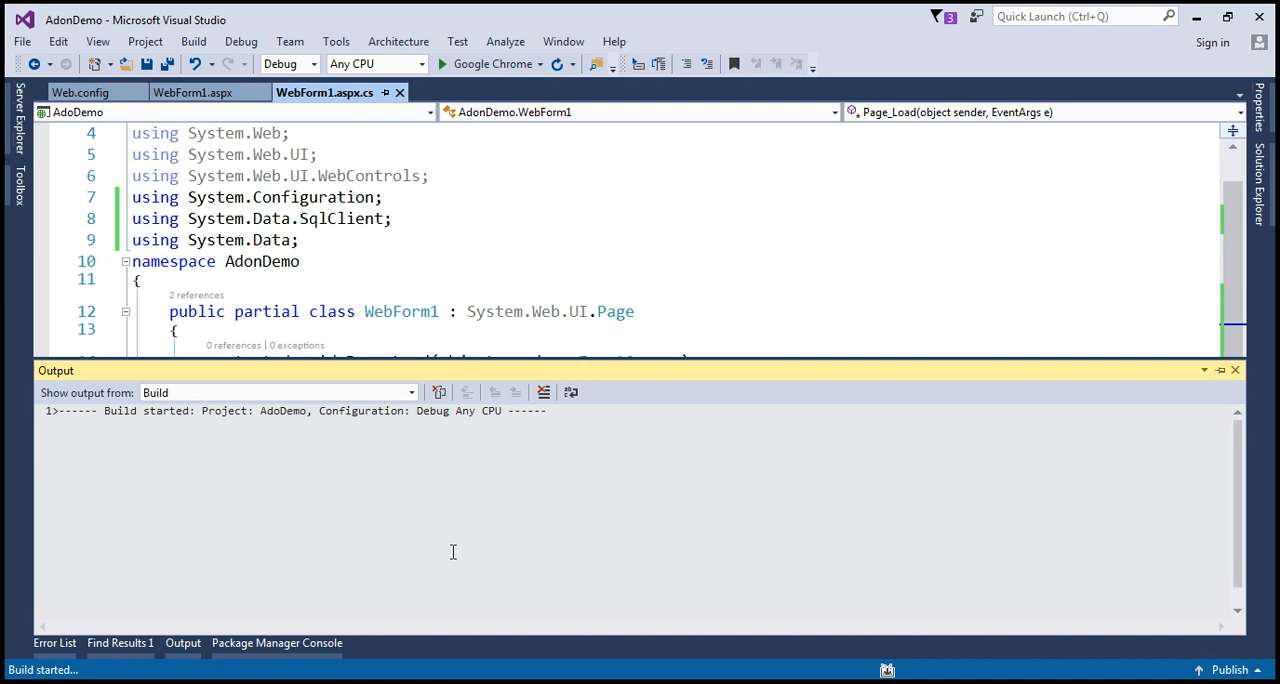 AdonDemo - Microsoft Visual Studio
3
Quick Launch (Ctrl+Q)
File Edit View Project Build Debug Team Tools Architecture Test Analyze Window Help
Sign in
Debug Any CPU Google Chrome
Web.config WebForm1.aspx WebForm1.aspx.cs
AdoDemo AdonDemo.WebForm1 Page_Load(object sender, EventArgs e)
Server Explorer
Toolbox
Properties
Solution Explorer
4 using System.Web;
5 using System.Web.UI;
6 using System.Web.UI.WebControls;
7 using System.Configuration;
8 using System.Data.SqlClient;
9 using System.Data;
10 namespace AdonDemo
11 {
2 references
12 public partial class WebForm1 : System.Web.UI.Page
13 {
0 references | 0 exceptions
Output
Show output from: Build
1>------ Build started: Project: AdoDemo, Configuration: Debug Any CPU ------
Error List Find Results 1 Output Package Manager Console
Build started...
Publish